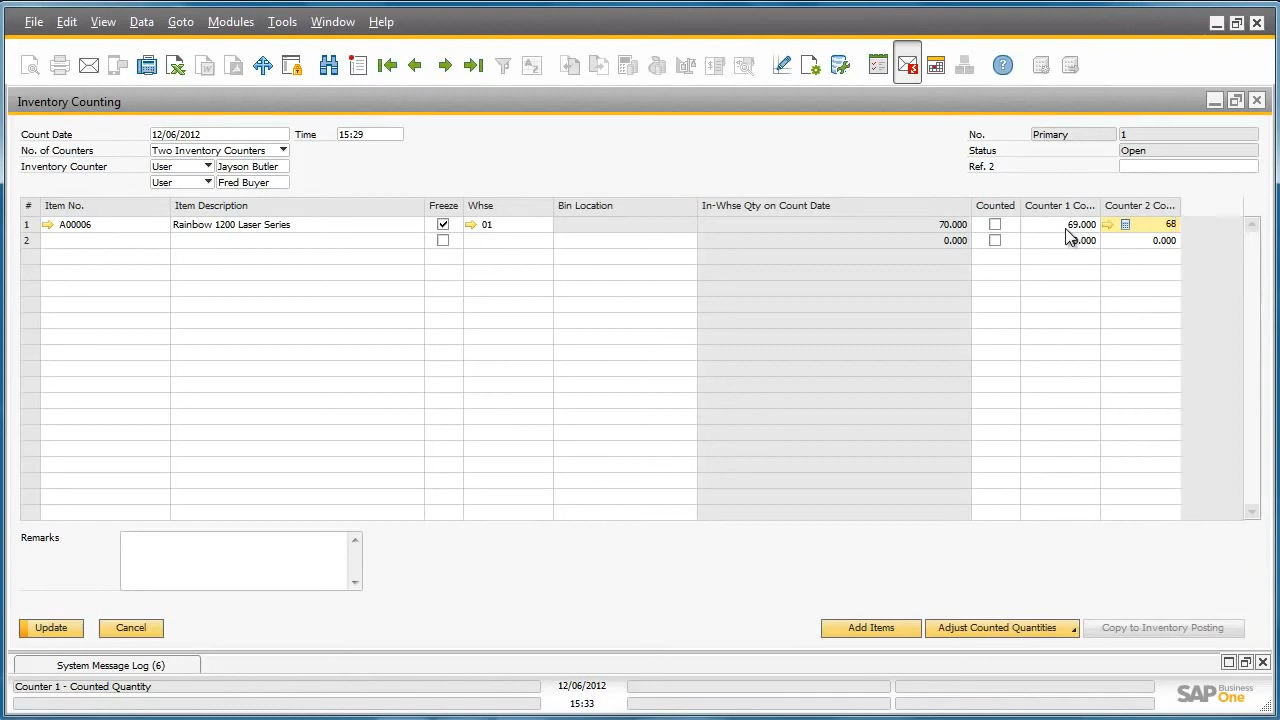 File Edit View Data Goto Modules Tools Window Help
Inventory Counting
Count Date 12/06/2012 Time 15:29 No. Primary 1
No. of Counters Two Inventory Counters Status Open
Inventory Counter User Jayson Butler Ref. 2
User Fred Buyer
# Item No. Item Description Freeze Whse Bin Location In-Whse Qty on Count Date Counted Counter 1 Co... Counter 2 Co...
1 A00006 Rainbow 1200 Laser Series 01 70.000 69.000 68
2 0.000 0.000
Remarks
Update Cancel Add Items Adjust Counted Quantities Copy to Inventory Posting
System Message Log (6)
Counter 1 - Counted Quantity 12/06/2012
15:33
SAP Business One